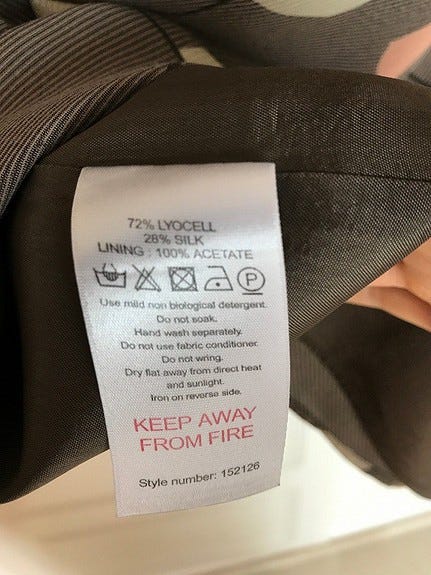 72% LYOCELL
28% SILK
LINING : 100% ACETATE
P
Use mild non biological detergent.
Do not soak.
Hand wash separately.
Do not use fabric conditioner.
Do not wring.
Dry flat away from direct heat
and sunlight.
Iron on reverse side.
KEEP AWAY
FROM FIRE
Style number: 152126